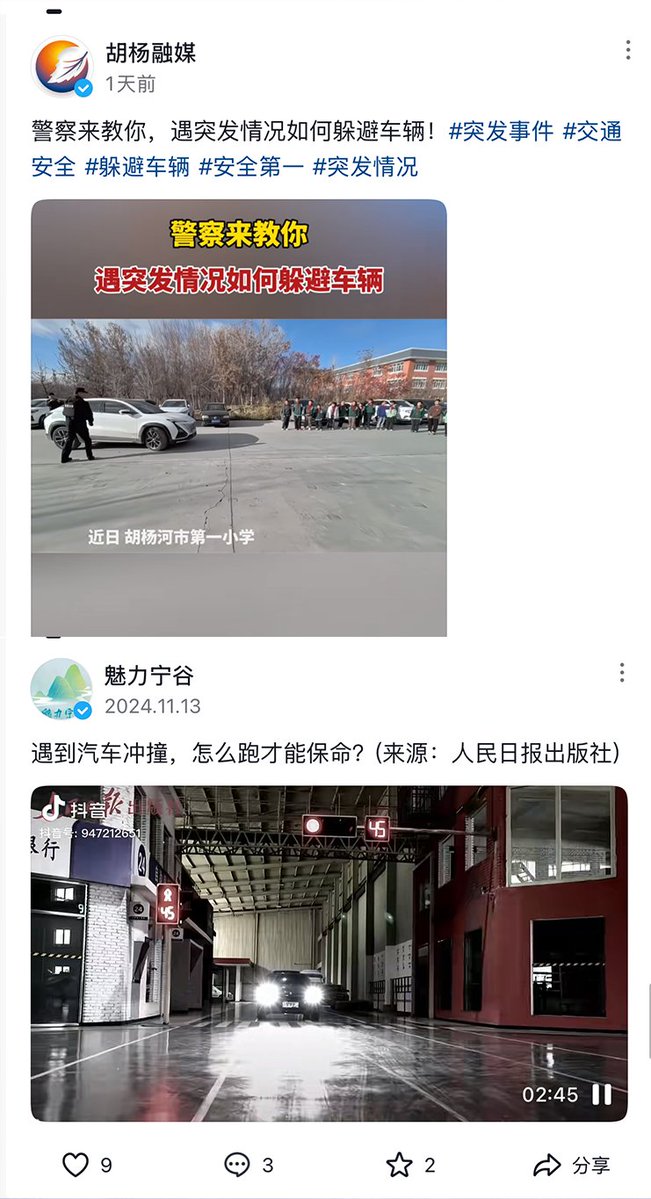 胡杨融媒
1天前
警察来教你，遇突发情况如何躲避车辆！#突发事件 #交通
安全 #躲避车辆 #安全第一 #突发情况
警察来教你
遇突发情况如何躲避车辆
近日 胡杨河市第一小学
魅力宁谷
2024.11.13
遇到汽车冲撞，怎么跑才能保命？(来源：人民日报出版社)
抖音
抖音号: 947212651
银行
45
45
02:45
9
3
2
分享